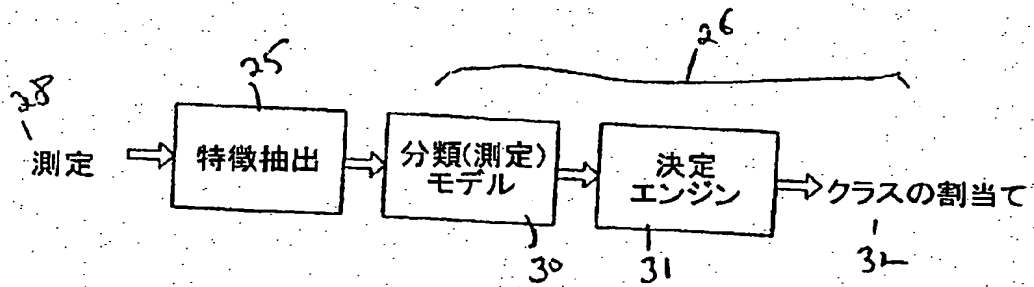 26
28
25
測定
特徴抽出
分類(測定)
モデル
決定
エンジン
クラスの割当て
30
31
32